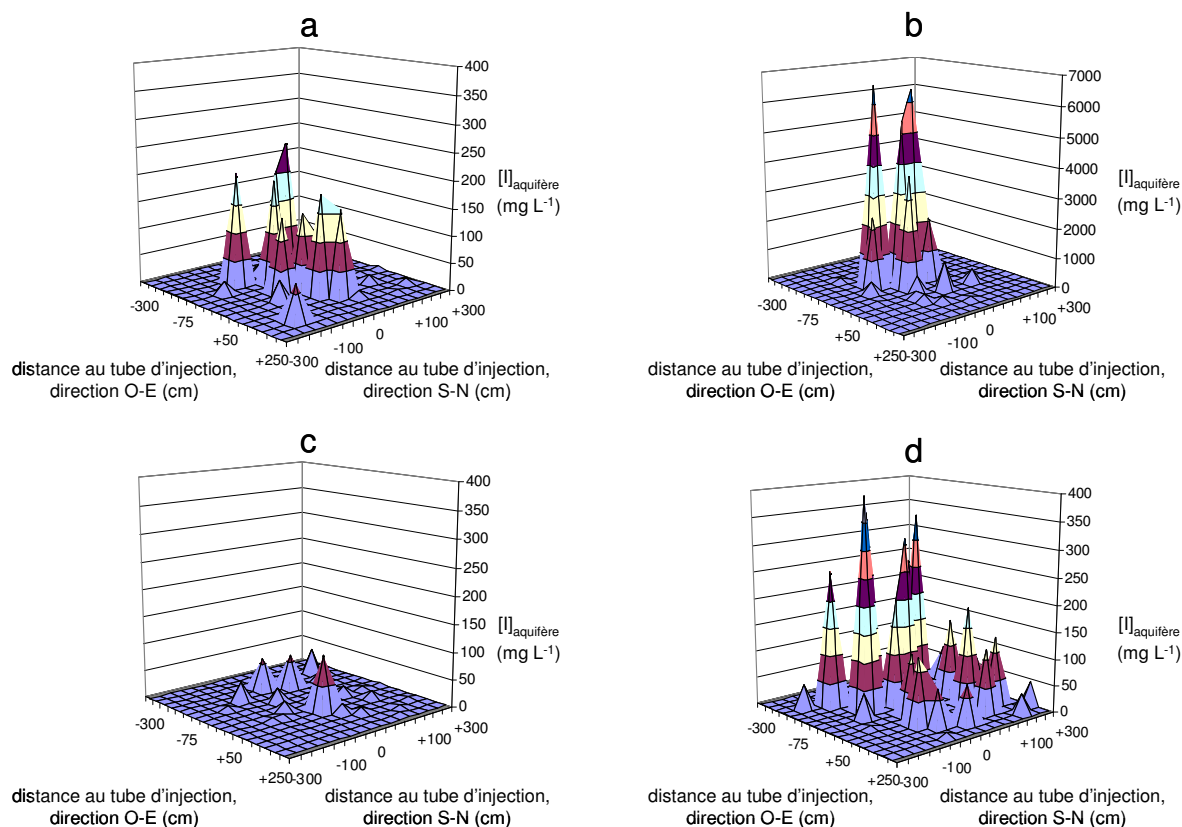 a
400
350
300
250
200
150
100
50
0
[I]aquifère
(mg L-1)
-300
-75
+50
+250
-300
-100
0
+100
+300
distance au tube d'injection,
direction O-E (cm)
distance au tube d'injection,
direction S-N (cm)
b
7000
6000
5000
4000
3000
2000
1000
0
[I]aquifère
(mg L-1)
-300
-75
+50
+250
-300
-100
0
+100
+300
distance au tube d'injection,
direction O-E (cm)
distance au tube d'injection,
direction S-N (cm)
c
400
350
300
250
200
150
100
50
0
[I]aquifère
(mg L-1)
-300
-75
+50
+250
-300
-100
0
+100
+300
distance au tube d'injection,
direction O-E (cm)
distance au tube d'injection,
direction S-N (cm)
d
400
350
300
250
200
150
100
50
0
[I]aquifère
(mg L-1)
-300
-75
+50
+250
-300
-100
0
+100
+300
distance au tube d'injection,
direction O-E (cm)
distance au tube d'injection,
direction S-N (cm)